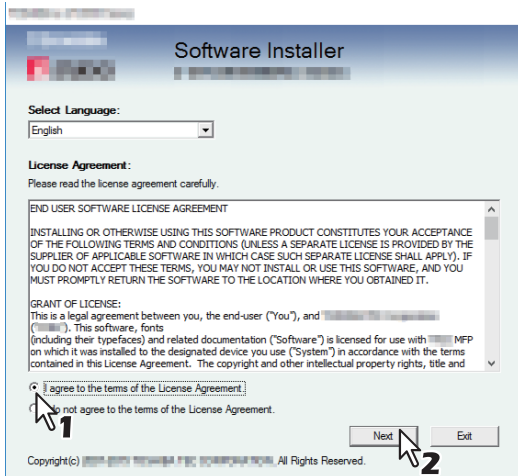 Software Installer
Select Language:
English
License Agreement:
Please read the license agreement carefully.
END USER SOFTWARE LICENSE AGREEMENT
INSTALLING OR OTHERWISE USING THIS SOFTWARE PRODUCT CONSTITUTES YOUR ACCEPTANCE
OF THE FOLLOWING TERMS AND CONDITIONS (UNLESS A SEPARATE LICENSE IS PROVIDED BY THE
SUPPLIER OF APPLICABLE SOFTWARE IN WHICH CASE SUCH SEPARATE LICENSE SHALL APPLY). IF
YOU DO NOT ACCEPT THESE TERMS, YOU MAY NOT INSTALL OR USE THIS SOFTWARE, AND YOU
MUST PROMPTLY RETURN THE SOFTWARE TO THE LOCATION WHERE YOU OBTAINED IT.
GRANT OF LICENSE:
This is a legal agreement between you, the end-user ("You"), and
("     "). This software, fonts
(including their typefaces) and related documentation ("Software") is licensed for use with MFP
on which it was installed to the designated device you use ("System") in accordance with the terms
contained in this License Agreement. The copyright and other intellectual property rights, title and
I agree to the terms of the License Agreement.
do not agree to the terms of the License Agreement.
1
Next Exit
2
Copyright(c) All Rights Reserved.